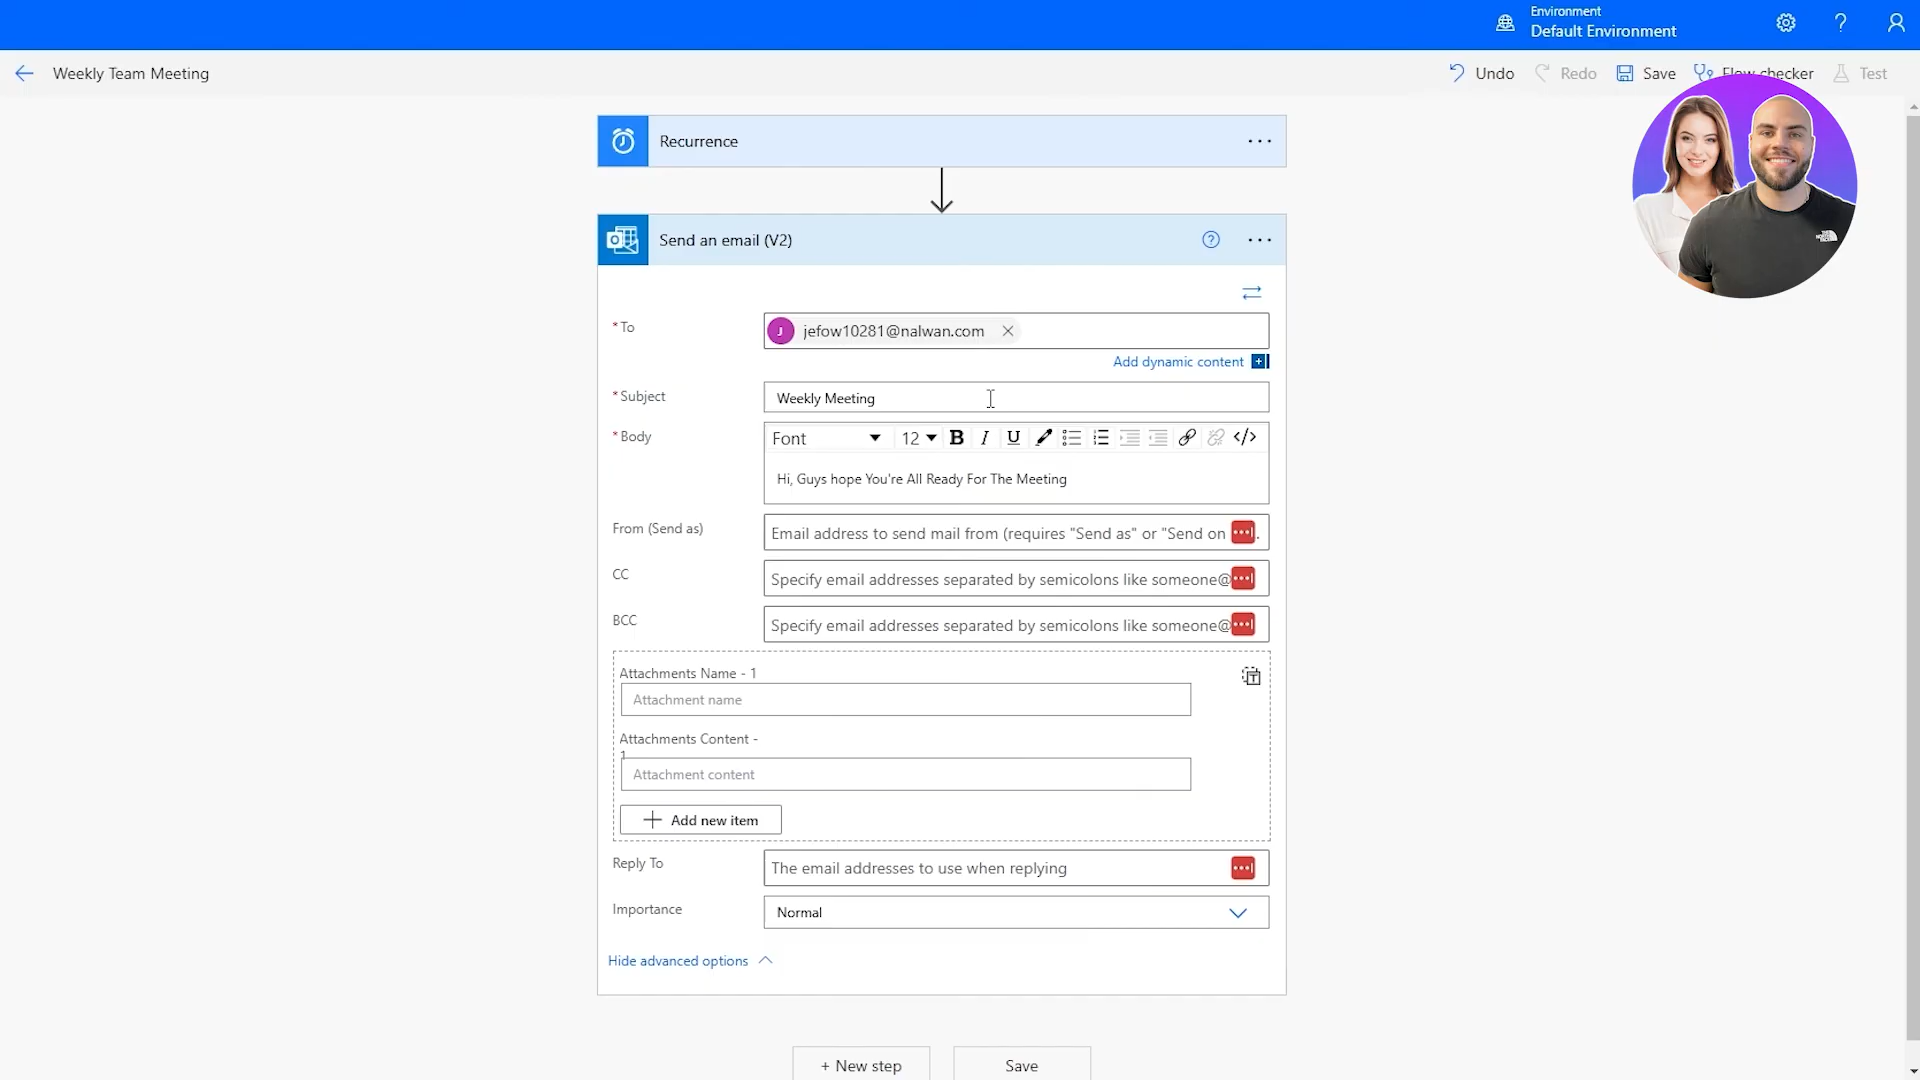 Environment
Default Environment
Weekly Team Meeting
Undo
Redo
Save
Flow checker
Test
Recurrence
Send an email (V2)
* To
J
jefow10281@nalwan.com
Add dynamic content
* Subject
Weekly Meeting
* Body
Font
12
B
I
U
Hi, Guys hope You're All Ready For The Meeting
From (Send as)
Email address to send mail from (requires "Send as" or "Send on
CC
Specify email addresses separated by semicolons like someone@
BCC
Specify email addresses separated by semicolons like someone@
Attachments Name - 1
Attachment name
Attachments Content -
1
Attachment content
Add new item
Reply To
The email addresses to use when replying
Importance
Normal
Hide advanced options
+ New step
Save